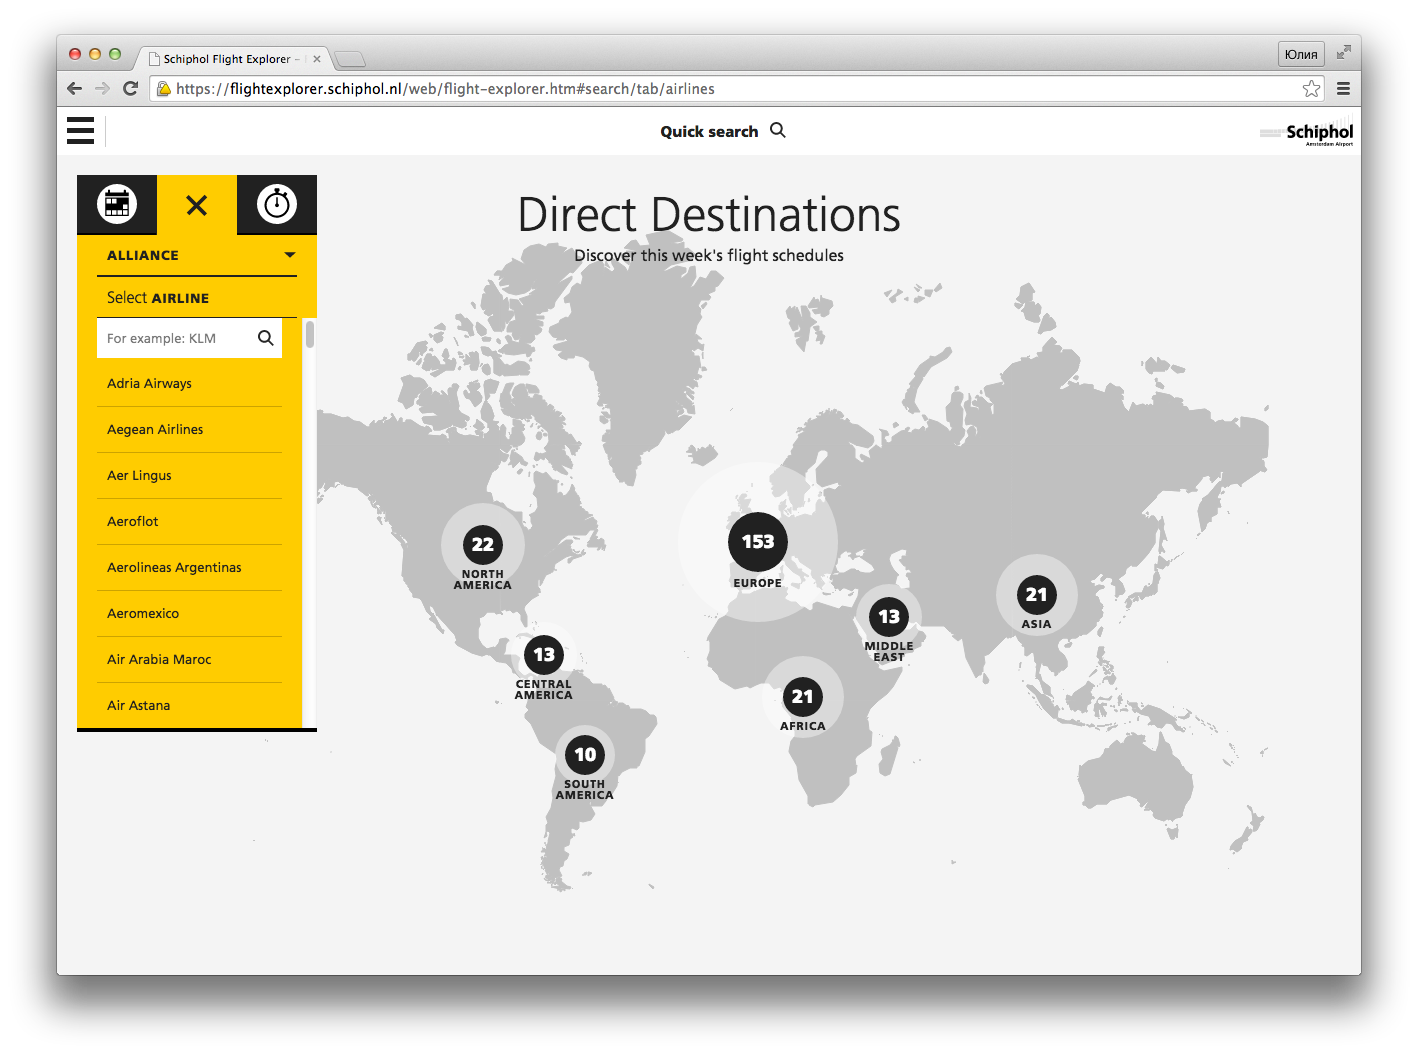 Schiphol Flight Explorer –
Юлия
https://flightexplorer.schiphol.nl/web/flight-explorer.htm#search/tab/airlines
Quick search
Schiphol
Amsterdam Airport
Direct Destinations
Discover this week's flight schedules
ALLIANCE
Select AIRLINE
For example: KLM
Adria Airways
Aegean Airlines
Aer Lingus
Aeroflot
Aerolineas Argentinas
Aeromexico
Air Arabia Maroc
Air Astana
22
NORTH
AMERICA
153
EUROPE
21
ASIA
13
MIDDLE
EAST
13
CENTRAL
AMERICA
21
AFRICA
10
SOUTH
AMERICA